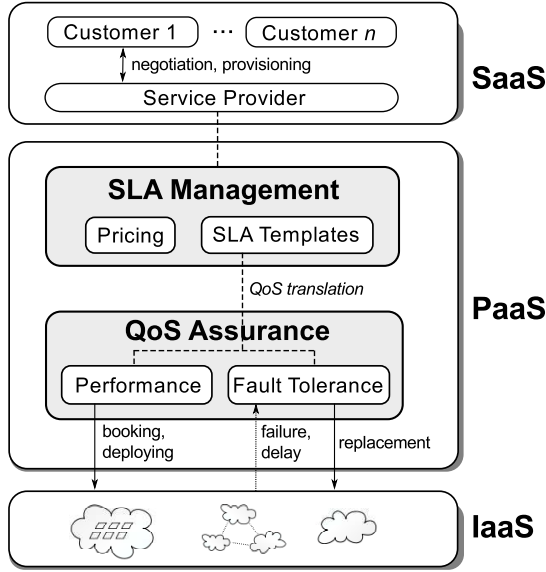 Customer 1 ... Customer n
negotiation, provisioning
Service Provider
SaaS
SLA Management
Pricing
SLA Templates
QoS translation
PaaS
QoS Assurance
Performance
Fault Tolerance
booking,
deploying
failure,
delay
replacement
IaaS